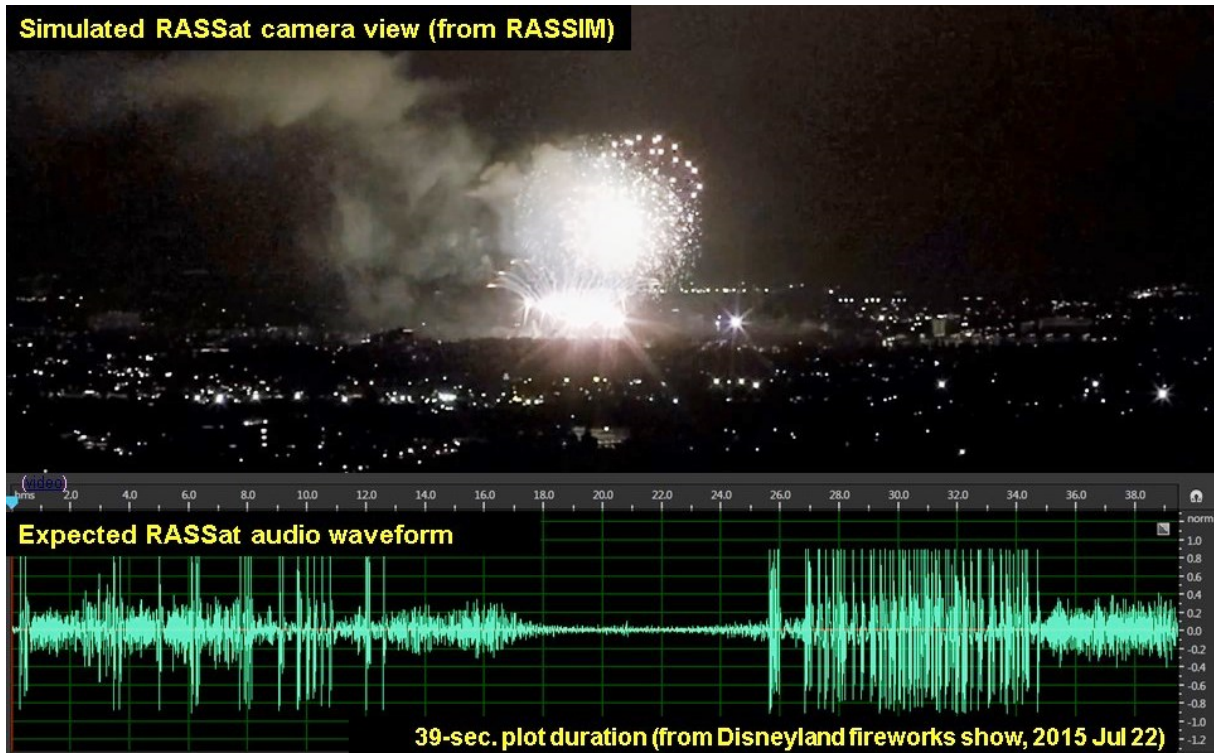 Simulated RASSat camera view (from RASSIM)
(video)
hms 2.0 4.0 6.0 8.0 10.0 12.0 14.0 16.0 18.0 20.0 22.0 24.0 26.0 28.0 30.0 32.0 34.0 36.0 38.0
Expected RASSat audio waveform
norm
1.0
0.8
0.6
0.4
0.2
0.0
-0.2
-0.4
-0.6
-0.8
-1.0
-1.2
39-sec. plot duration (from Disneyland fireworks show, 2015 Jul 22)